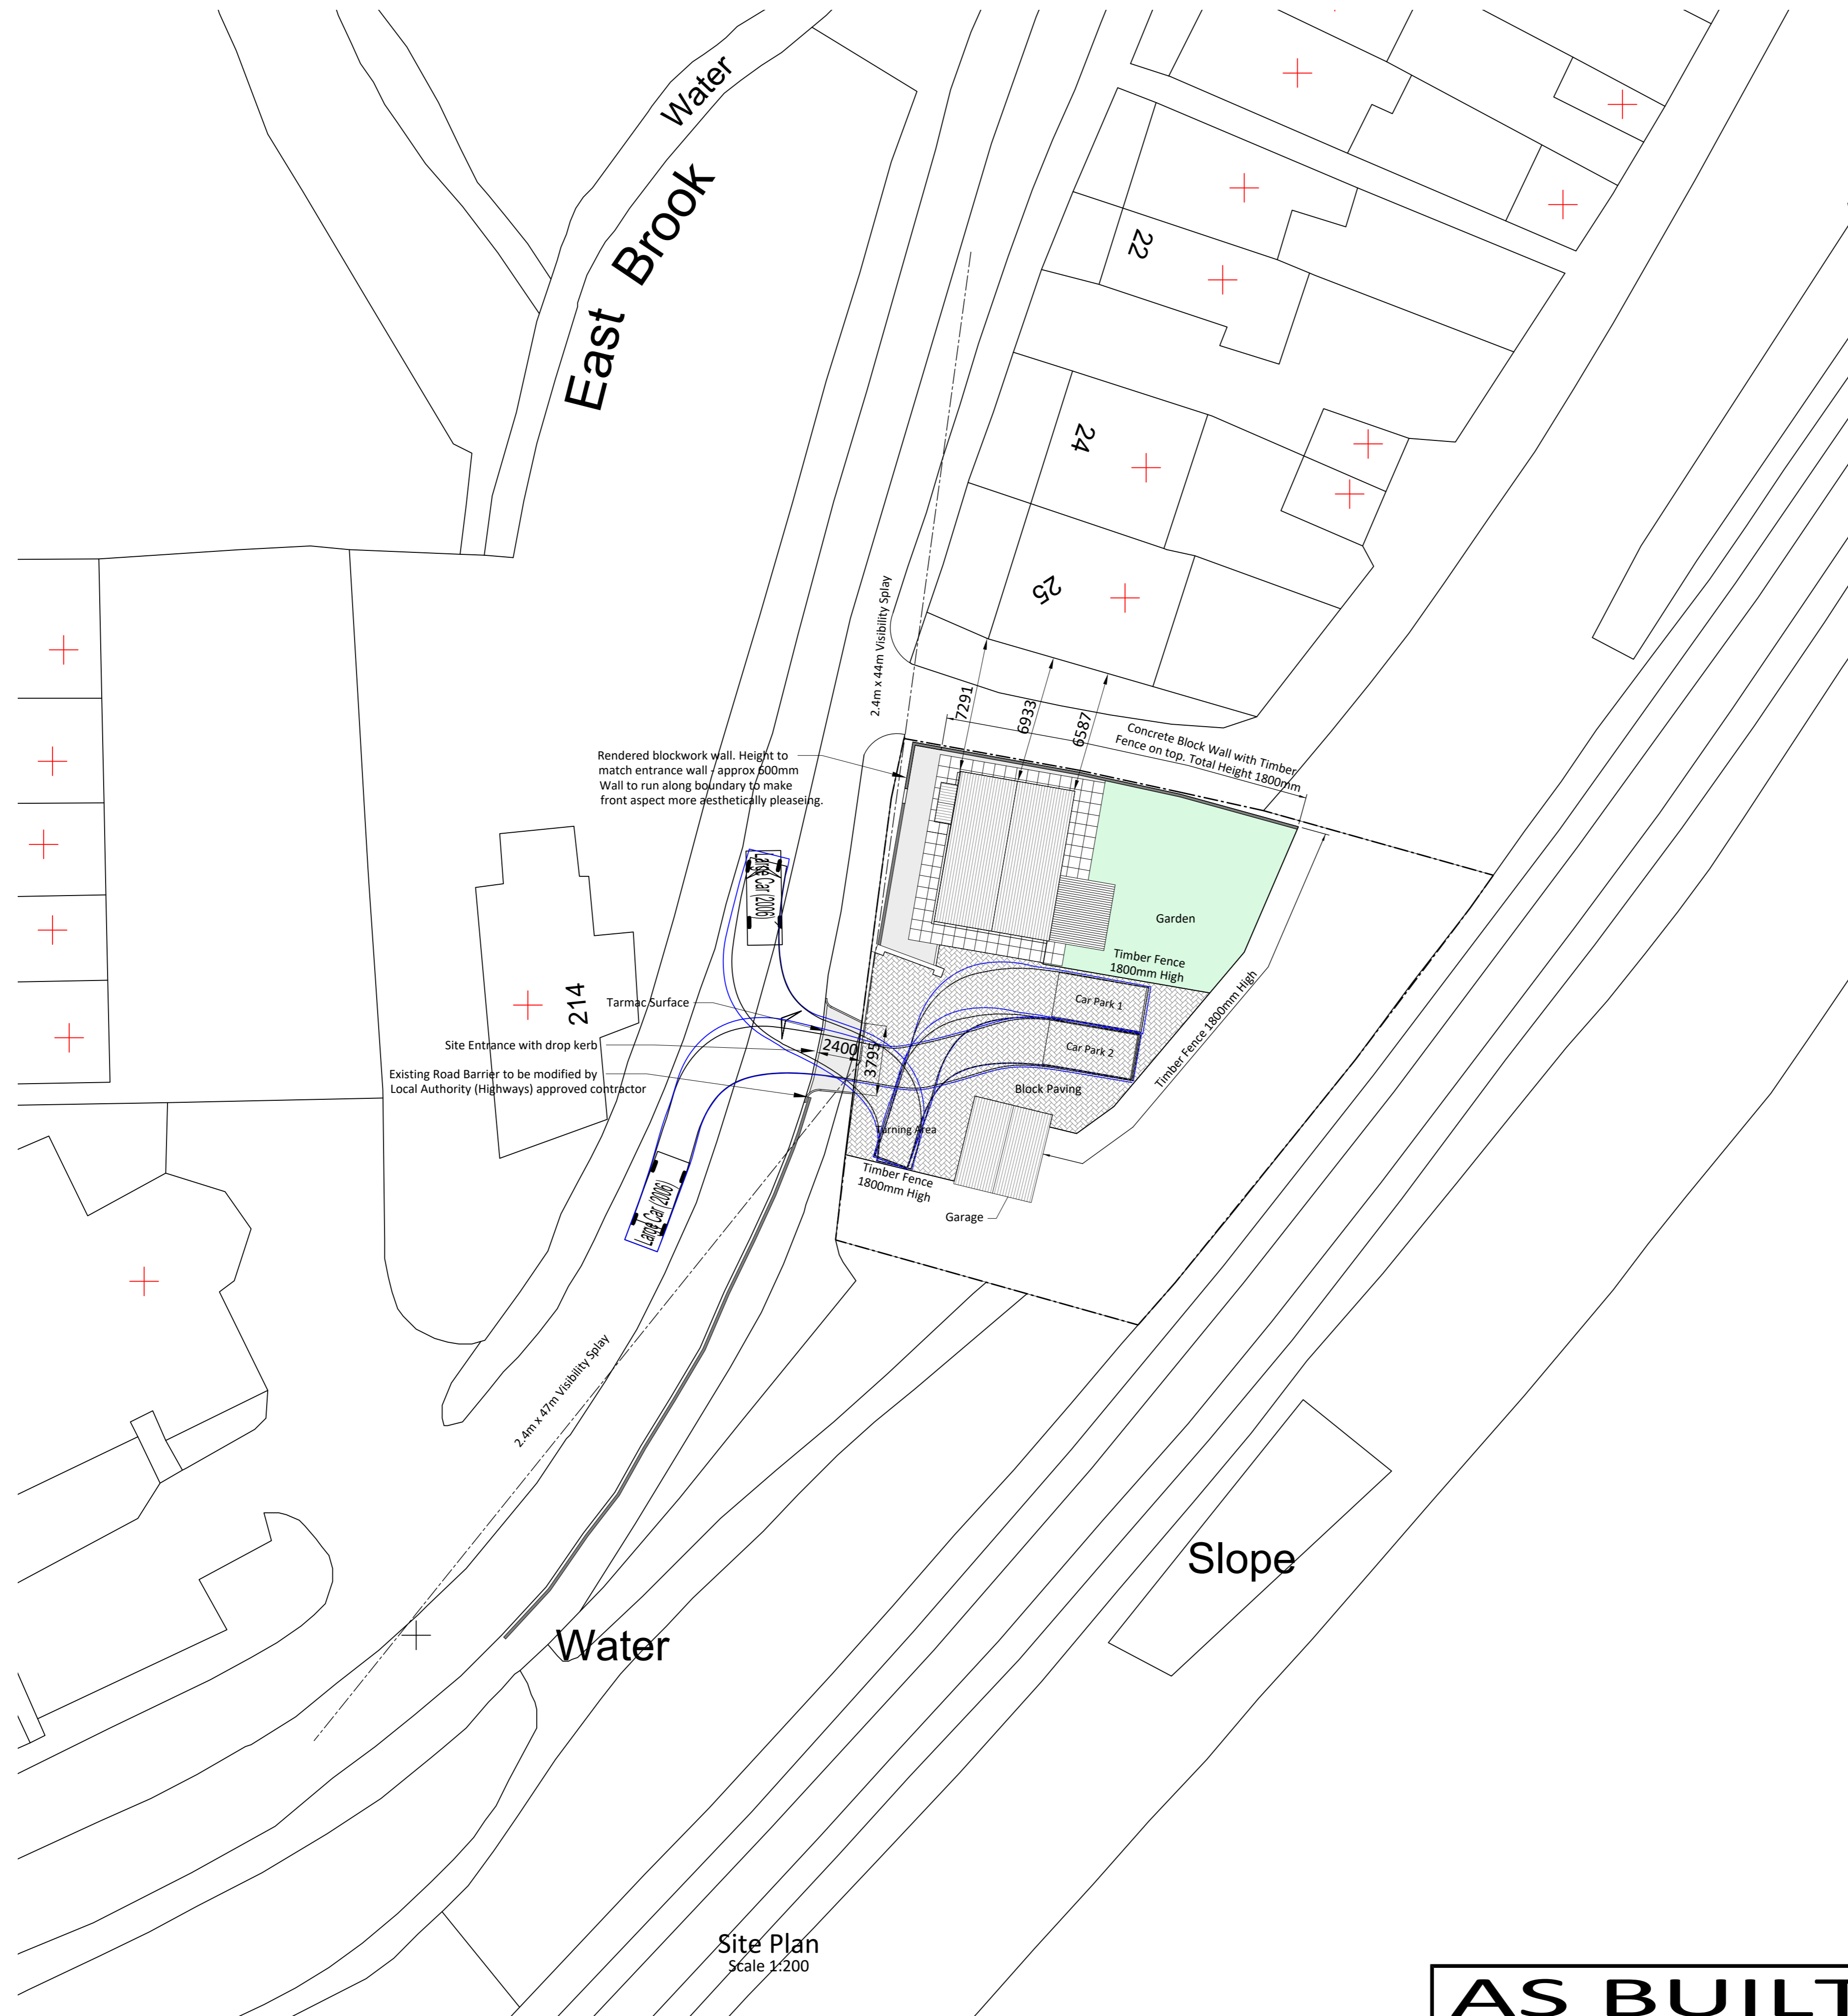 Water
East Brook
22
24
25
2.4m x 44m Visibility Splay
7291
6933
6587
Concrete Block Wall with Timber
Fence on top. Total Height 1800mm
Rendered blockwork wall. Height to
match entrance wall - approx 600mm
Wall to run along boundary to make
front aspect more aesthetically pleaseing.
Large Car (2006)
Garden
Timber Fence
1800mm High
214
Tarmac Surface
Car Park 1
Site Entrance with drop kerb
2400
3795
Car Park 2
Timber Fence 1800mm High
Existing Road Barrier to be modified by
Local Authority (Highways) approved contractor
Block Paving
Turning Area
Timber Fence
1800mm High
Large Car (2006)
Garage
2.4m x 47m Visibility Splay
Slope
Water
Site Plan
Scale 1:200
AS BUILT